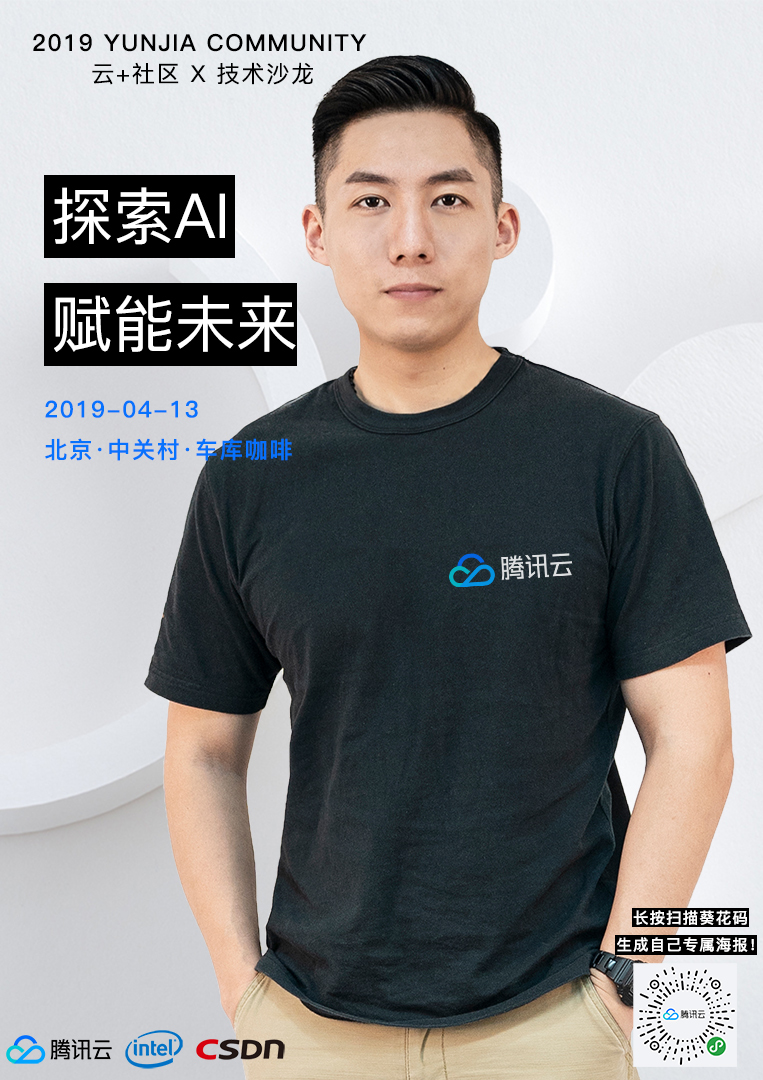 2019 YUNJIA COMMUNITY
云+社区 X 技术沙龙
探索AI
赋能未来
2019-04-13
北京·中关村·车库咖啡
腾讯云
长按扫描葵花码
生成自己专属海报!
腾讯云
腾讯云
intel
CSDN